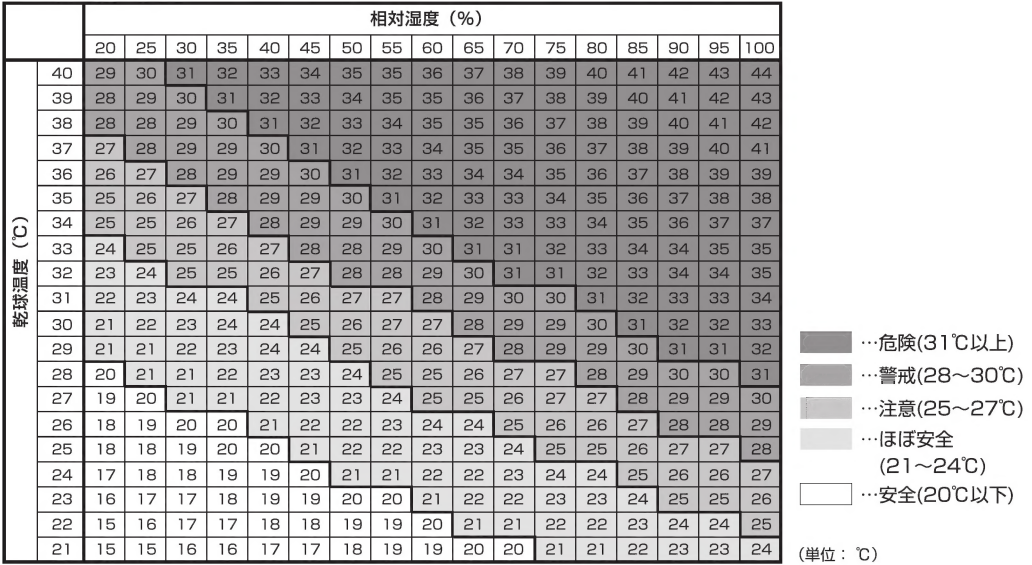 相対湿度（％）
20 25 30 35 40 45 50 55 60 65 70 75 80 85 90 95 100
乾球温度（℃）
40 29 30 31 32 33 34 35 35 36 37 38 39 40 41 42 43 44
39 28 29 30 31 32 33 34 35 35 36 37 38 39 40 41 42 43
38 28 28 29 30 31 32 33 34 35 35 36 37 38 39 40 41 42
37 27 28 29 29 30 31 32 33 34 35 35 36 37 38 39 40 41
36 26 27 28 29 29 30 31 32 33 34 34 35 36 37 38 39 39
35 25 26 27 28 29 29 30 31 32 33 33 34 35 36 37 38 38
34 25 25 26 27 28 29 29 30 31 32 33 33 34 35 36 37 37
33 24 25 25 26 27 28 28 29 30 31 31 32 33 34 34 35 35
32 23 24 25 25 26 27 28 28 29 30 31 31 32 33 34 34 35
31 22 23 24 24 25 26 27 27 28 29 30 30 31 32 33 33 34
30 21 22 23 24 24 25 26 27 27 28 29 29 30 31 32 32 33
29 21 21 22 23 24 24 25 26 26 27 28 29 29 30 31 31 32
28 20 21 21 22 23 23 24 25 25 26 27 27 28 29 30 30 31
27 19 20 21 21 22 23 23 24 25 25 26 27 27 28 29 29 30
26 18 19 20 20 21 22 22 23 24 24 25 26 26 27 28 28 29
25 18 18 19 20 20 21 22 22 23 23 24 25 25 26 27 27 28
24 17 18 18 19 19 20 21 21 22 22 23 24 24 25 26 26 27
23 16 17 17 18 19 19 20 20 21 22 22 23 23 24 25 25 26
22 15 16 17 17 18 18 19 19 20 21 21 22 22 23 24 24 25
21 15 15 16 16 17 17 18 19 19 20 20 21 21 22 23 23 24
…危険(31℃以上)
…警戒(28〜30℃)
…注意(25〜27℃)
…ほぼ安全
(21〜24℃)
…安全(20℃以下)
(単位： ℃)